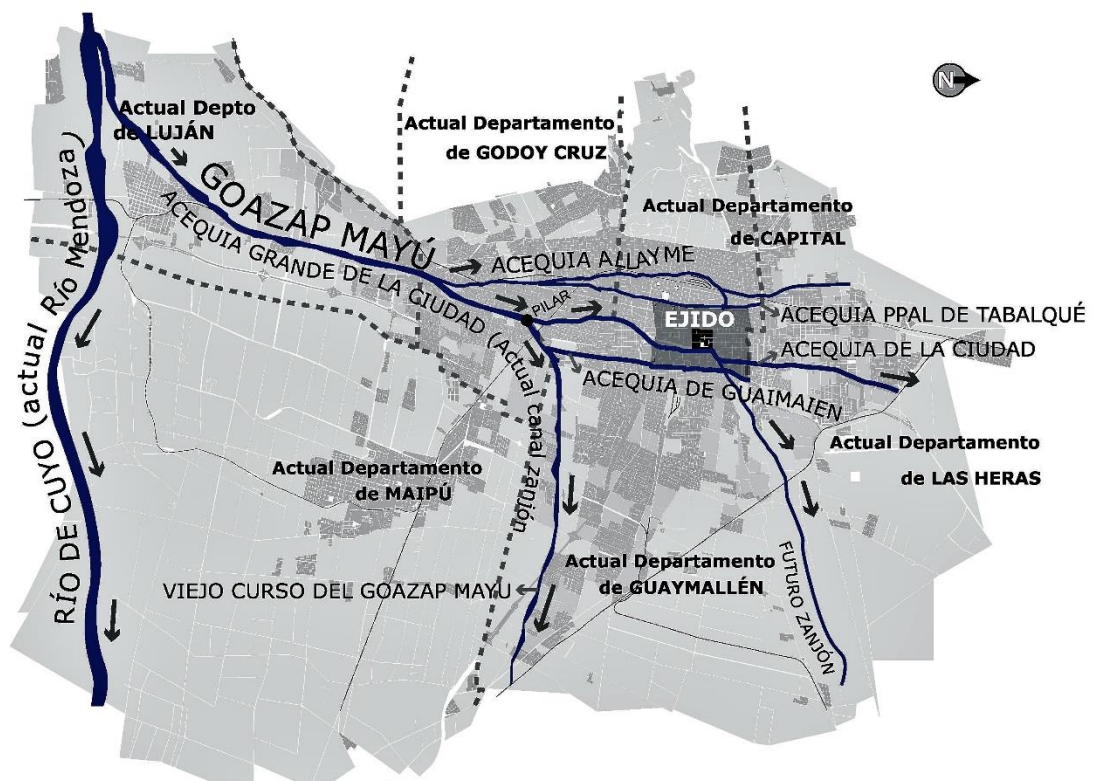 N
Actual Depto
de LUJÁN
Actual Departamento
de GODOY CRUZ
Actual Departamento
de CAPITAL
GOAZAP MAYÚ
ACEQUIA GRANDE DE LA CIUDAD (Actual canal zanjón)
ACEQUIA ALLAYME
PILAR
EJIDO
ACEQUIA PPAL DE TABALQUÉ
ACEQUIA DE LA CIUDAD
ACEQUIA DE GUAIMAIEN
RÍO DE CUYO (actual Río Mendoza)
Actual Departamento
de MAIPÚ
Actual Departamento
de LAS HERAS
Actual Departamento
de GUAYMALLÉN
VIEJO CURSO DEL GOAZAP MAYU
FUTURO ZANJÓN